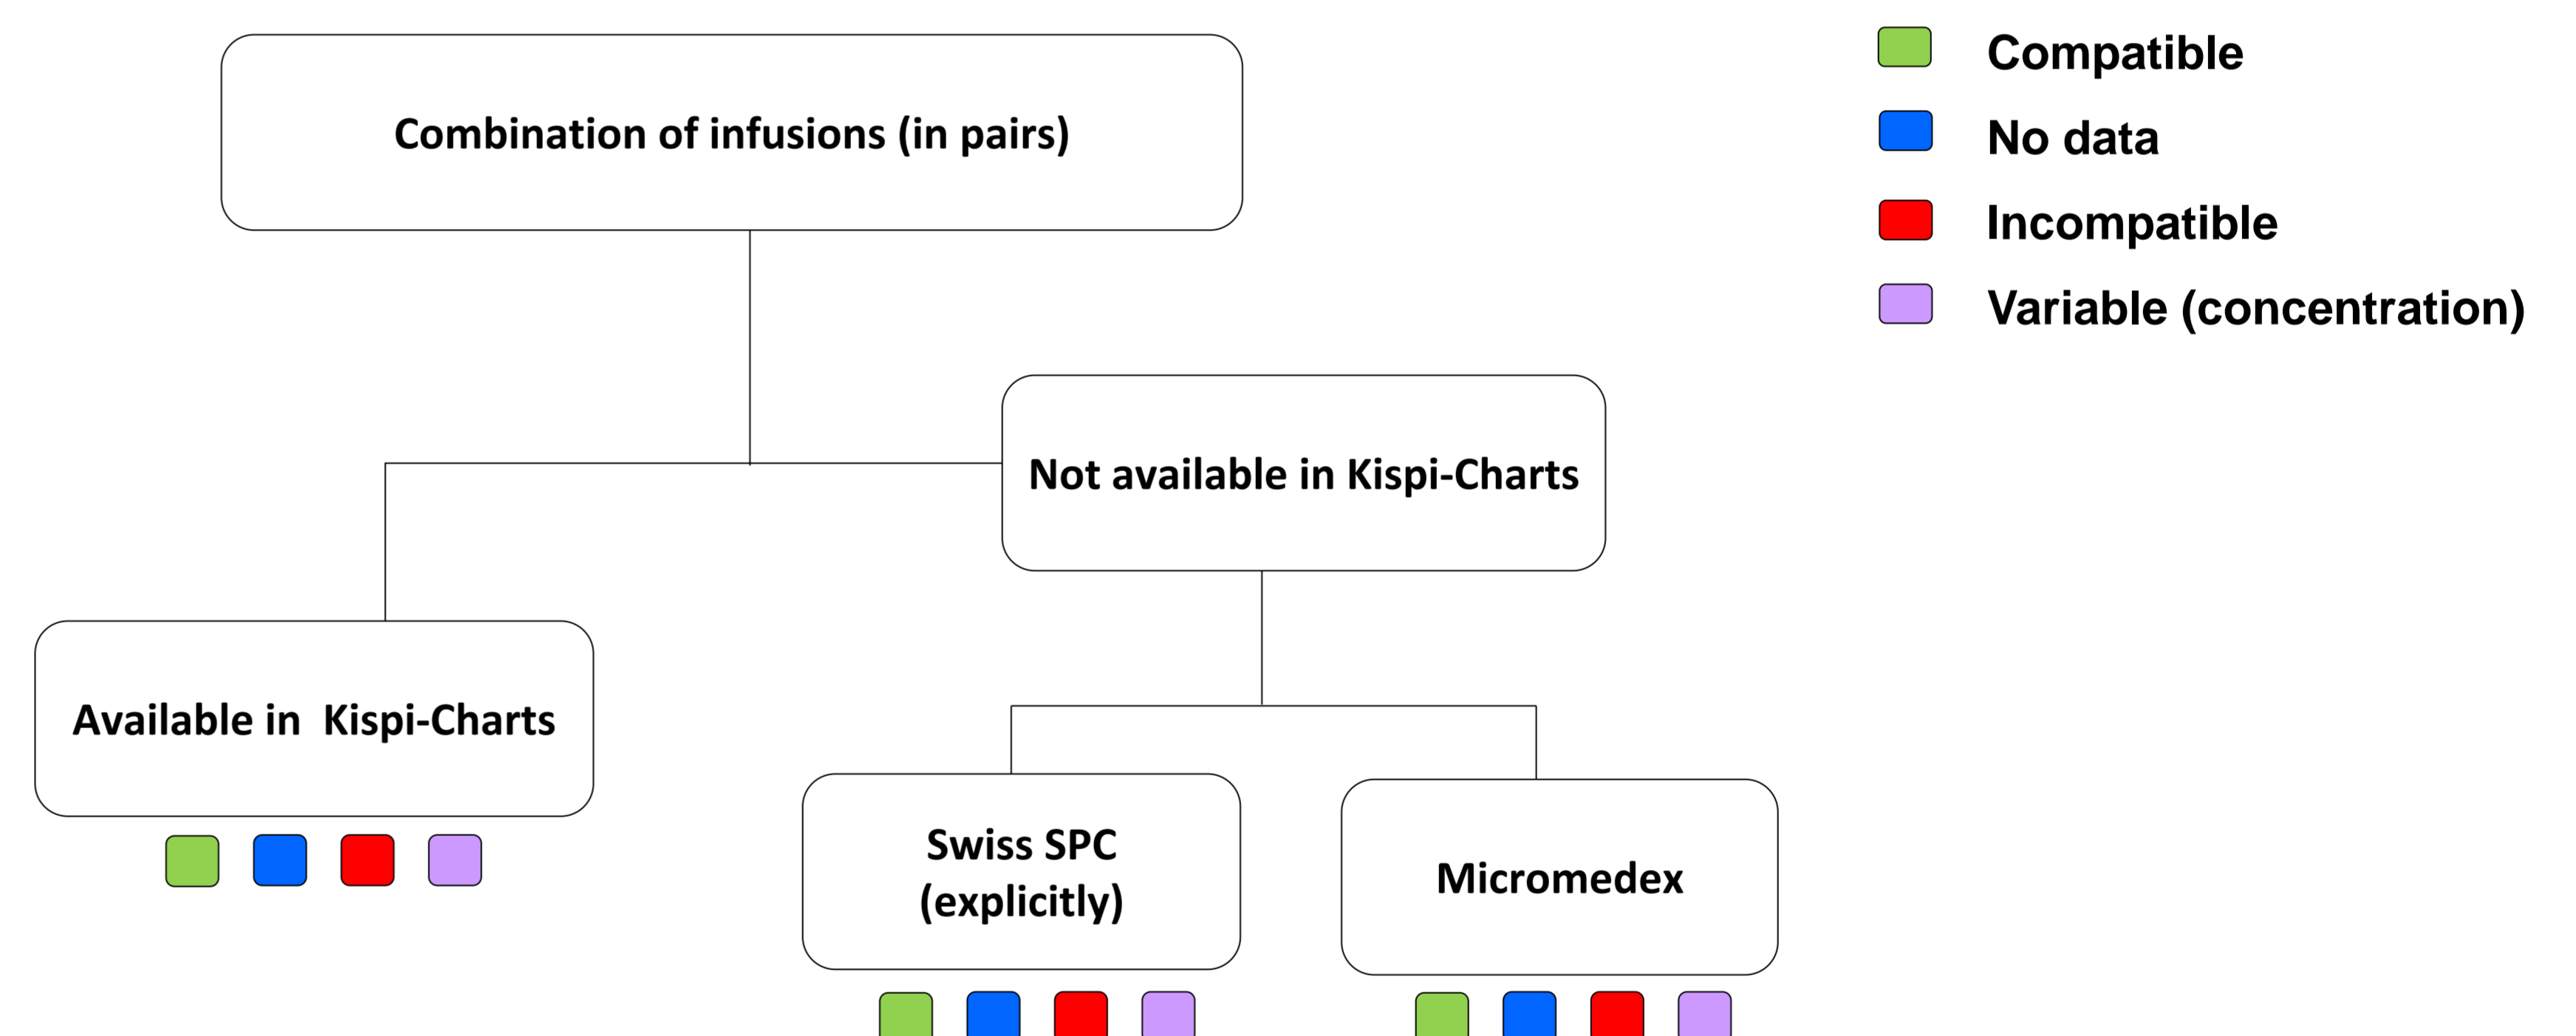 Combination of infusions (in pairs)
Compatible
No data
Incompatible
Variable (concentration)
Not available in Kispi-Charts
Available in  Kispi-Charts
Swiss SPC
(explicitly)
Micromedex